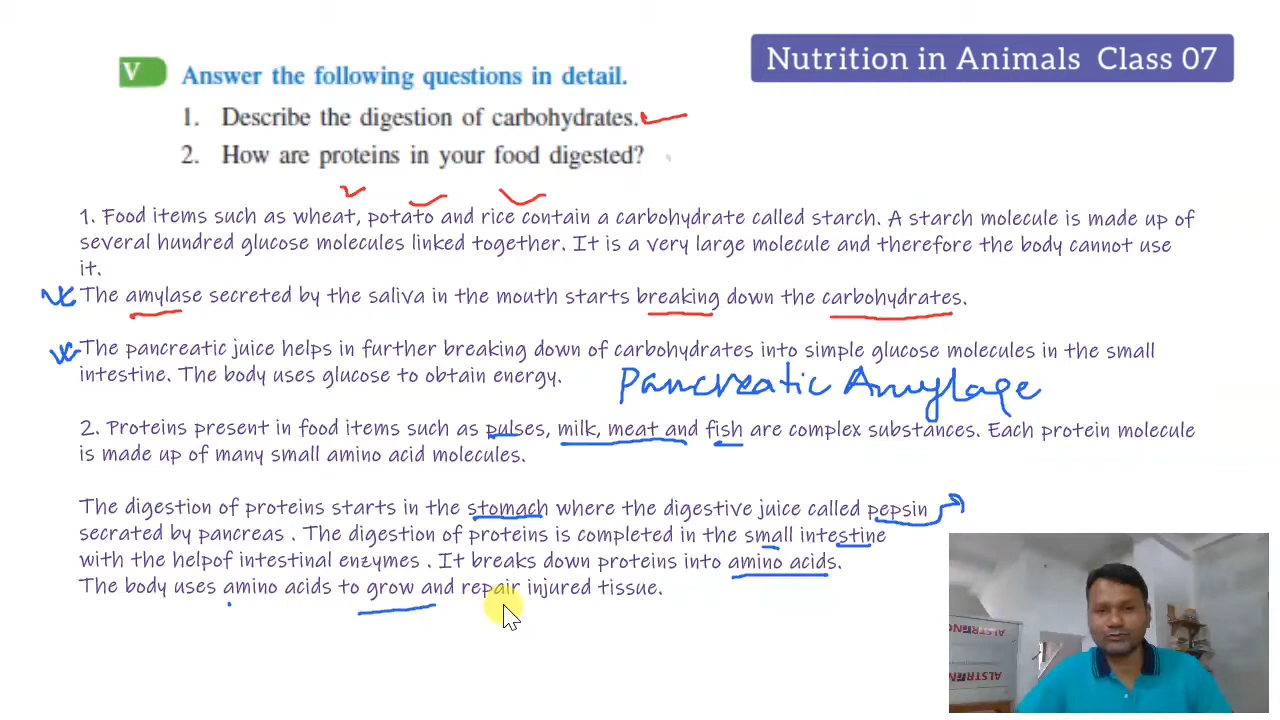 Nutrition in Animals Class 07
V Answer the following questions in detail.
1. Describe the digestion of carbohydrates.
2. How are proteins in your food digested?
1. Food items such as wheat, potato and rice contain a carbohydrate called starch. A starch molecule is made up of
several hundred glucose molecules linked together. It is a very large molecule and therefore the body cannot use
it.
The amylase secreted by the saliva in the mouth starts breaking down the carbohydrates.
The pancreatic juice helps in further breaking down of carbohydrates into simple glucose molecules in the small
intestine. The body uses glucose to obtain energy.
Pancreatic Amylage
2. Proteins present in food items such as pulses, milk, meat and fish are complex substances. Each protein molecule
is made up of many small amino acid molecules.
The digestion of proteins starts in the stomach where the digestive juice called pepsin
secrated by pancreas . The digestion of proteins is completed in the small intestine
with the helpof intestinal enzymes . It breaks down proteins into amino acids.
The body uses amino acids to grow and repair injured tissue.